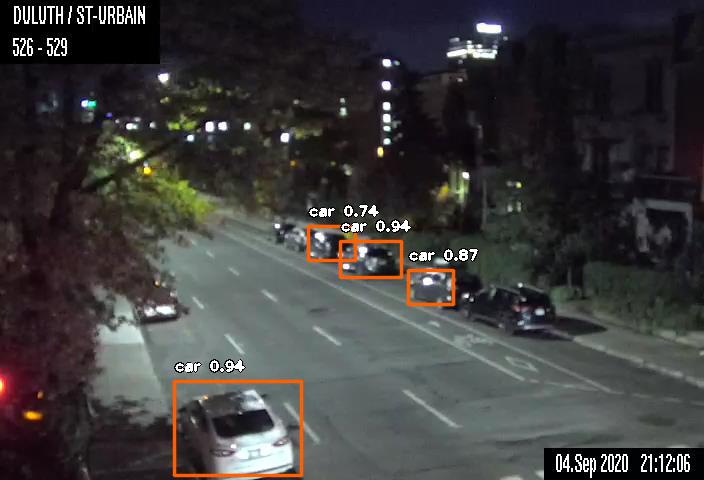 DULUTH / ST-URBAIN
526 - 529
car 0.74
car 0.94
car 0.87
car 0.94
04.Sep 2020 21:12:06